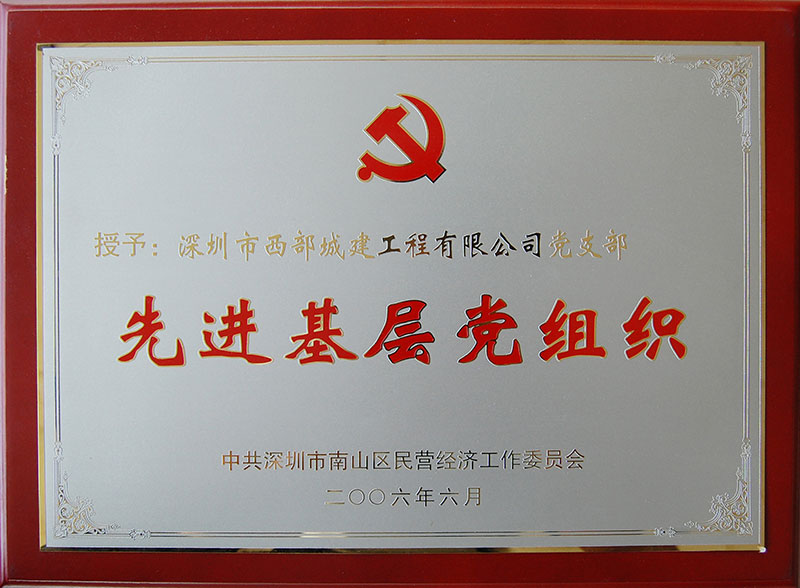 授予：深圳市西部城建工程有限公司党支部
先进基层党组织
中共深圳市南山区民营经济工作委员会
二〇〇六年六月